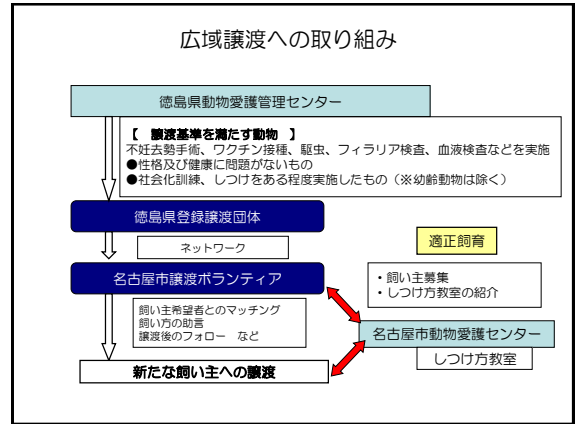 広域譲渡への取り組み
徳島県動物愛護管理センター
【 譲渡基準を満たす動物 】
不妊去勢手術、ワクチン接種、駆虫、フィラリア検査、血液検査などを実施
●性格及び健康に問題がないもの
●社会化訓練、しつけをある程度実施したもの（※幼齢動物は除く）
徳島県登録譲渡団体
ネットワーク
適正飼育
名古屋市譲渡ボランティア
・飼い主募集
・しつけ方教室の紹介
飼い主希望者とのマッチング
飼い方の助言
譲渡後のフォロー など
名古屋市動物愛護センター
しつけ方教室
新たな飼い主への譲渡